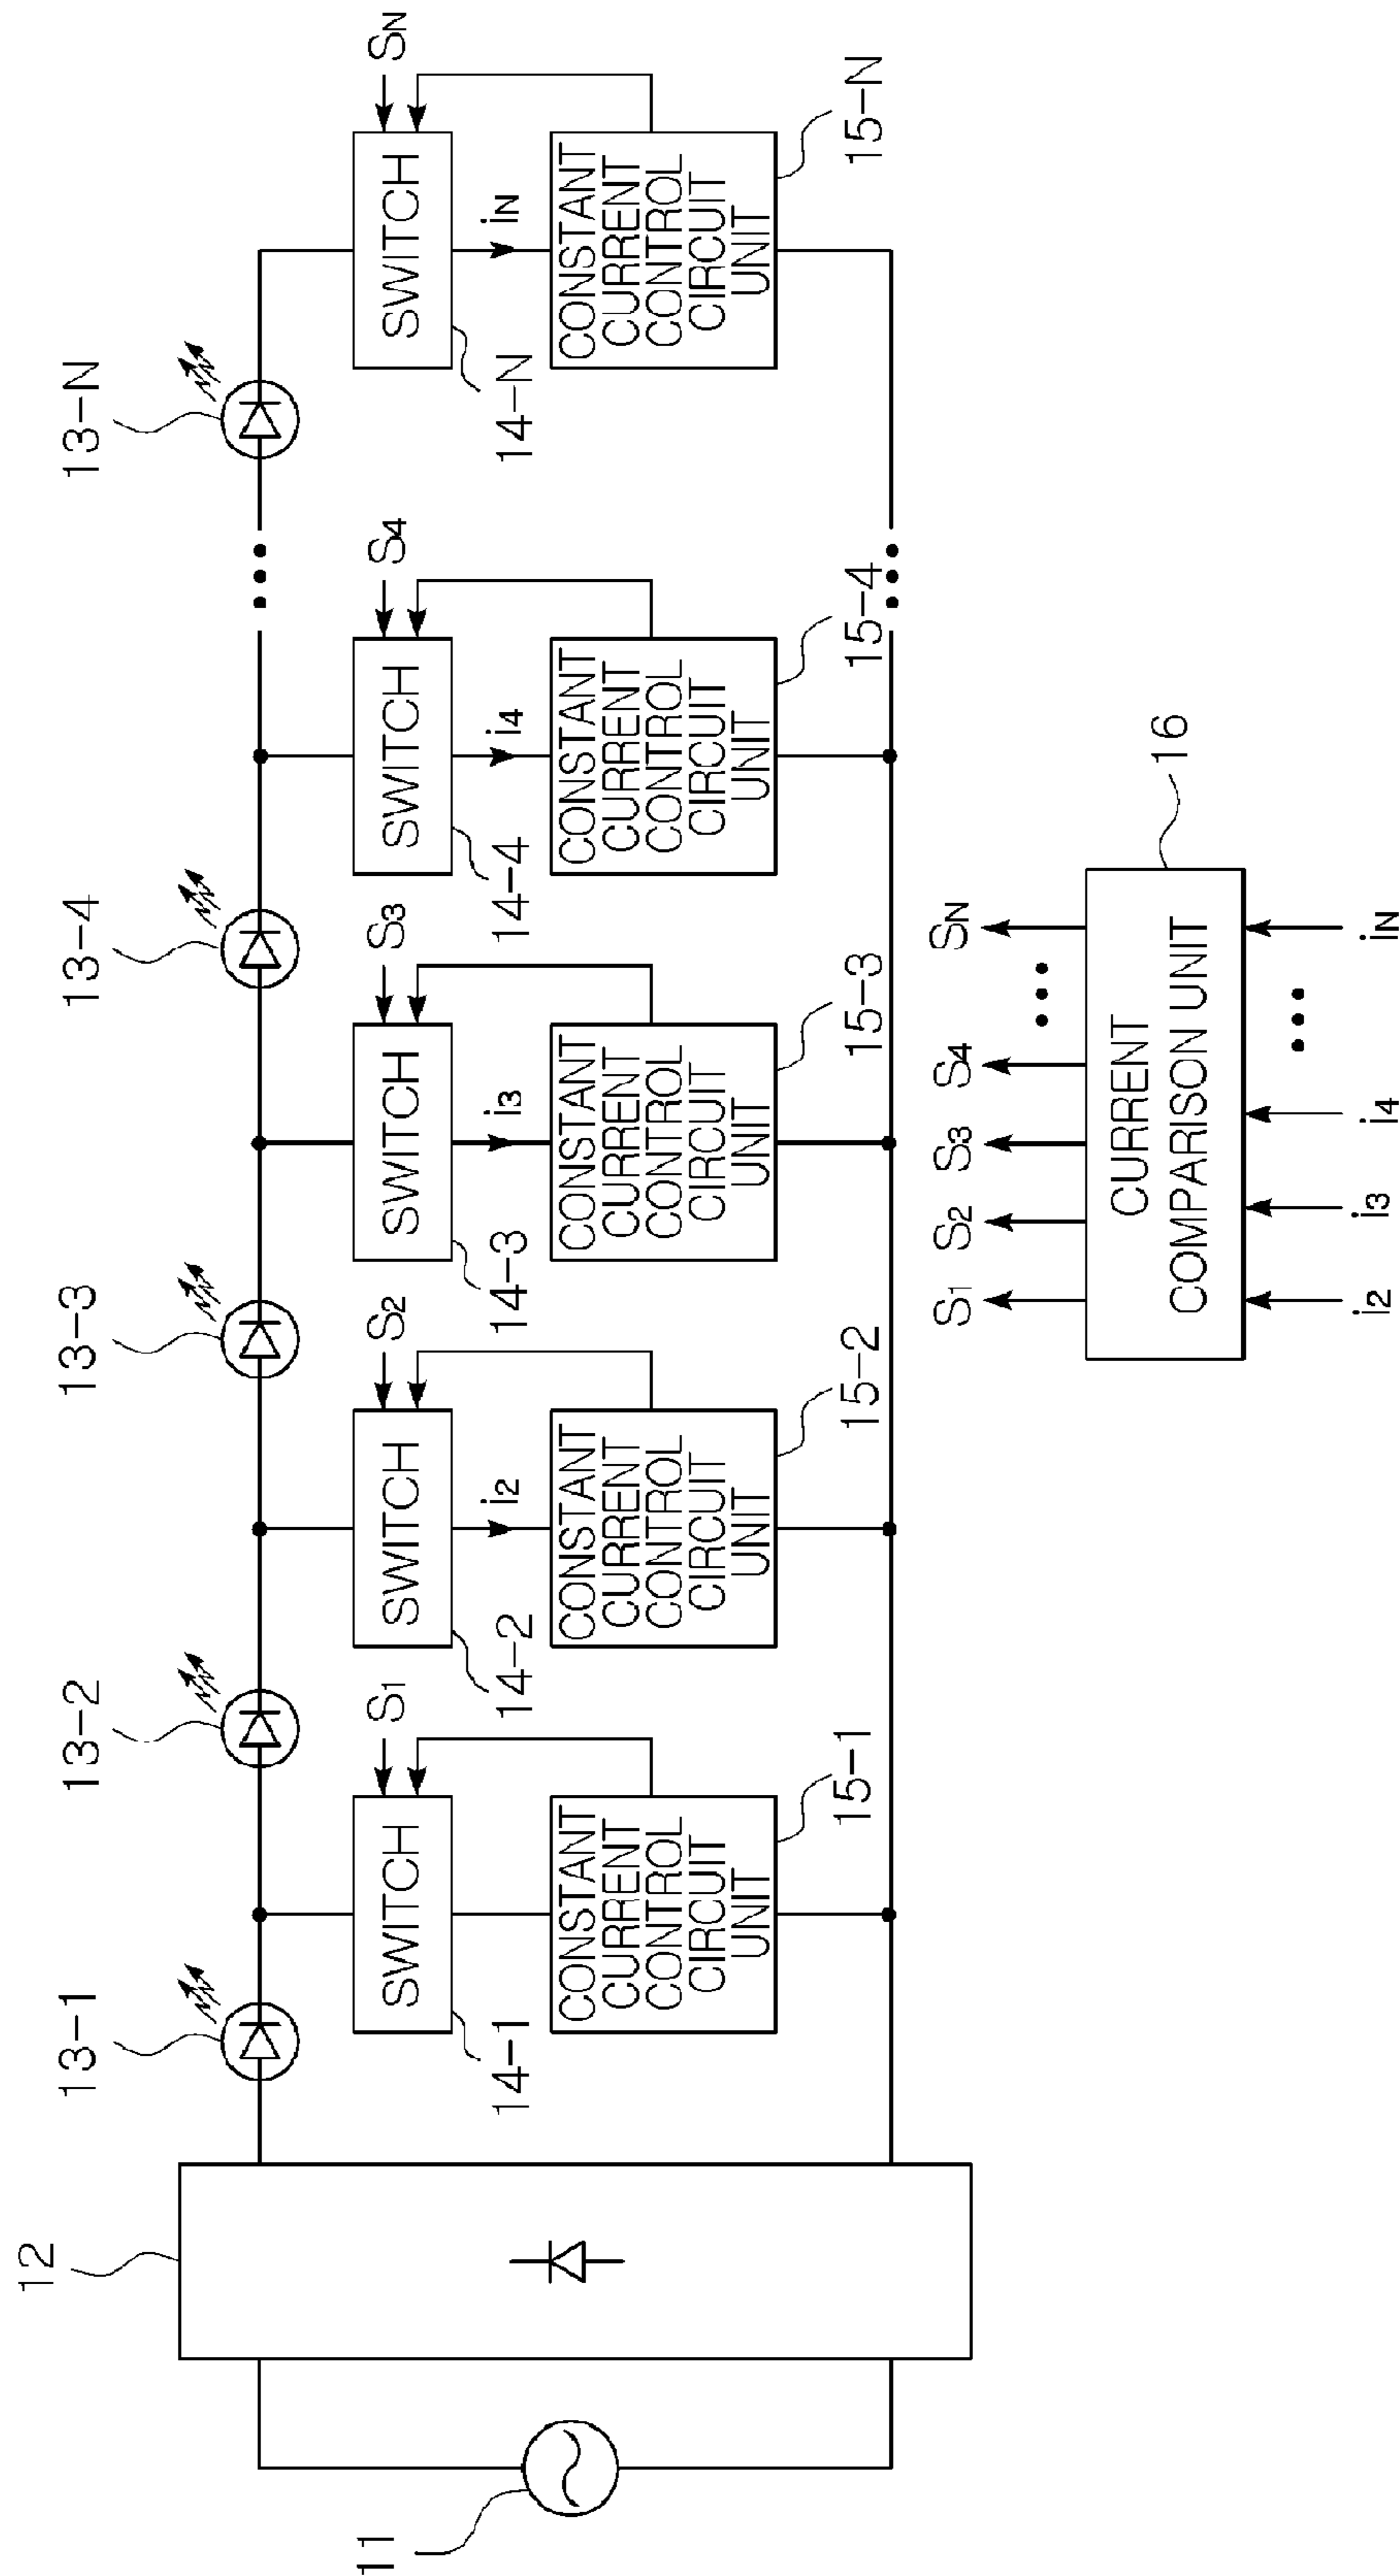 11
12
13-1
13-2
13-3
13-4
13-N
SWITCH
S1
14-1
SWITCH
S2
14-2
SWITCH
S3
14-3
SWITCH
S4
14-4
SWITCH
SN
14-N
i2
i3
i4
iN
CONSTANT
CURRENT
CONTROL
CIRCUIT
UNIT
15-1
CONSTANT
CURRENT
CONTROL
CIRCUIT
UNIT
15-2
CONSTANT
CURRENT
CONTROL
CIRCUIT
UNIT
15-3
CONSTANT
CURRENT
CONTROL
CIRCUIT
UNIT
15-4
CONSTANT
CURRENT
CONTROL
CIRCUIT
UNIT
15-N
S1 S2 S3 S4 ••• SN
CURRENT
COMPARISON UNIT
16
i2 i3 i4 ••• iN